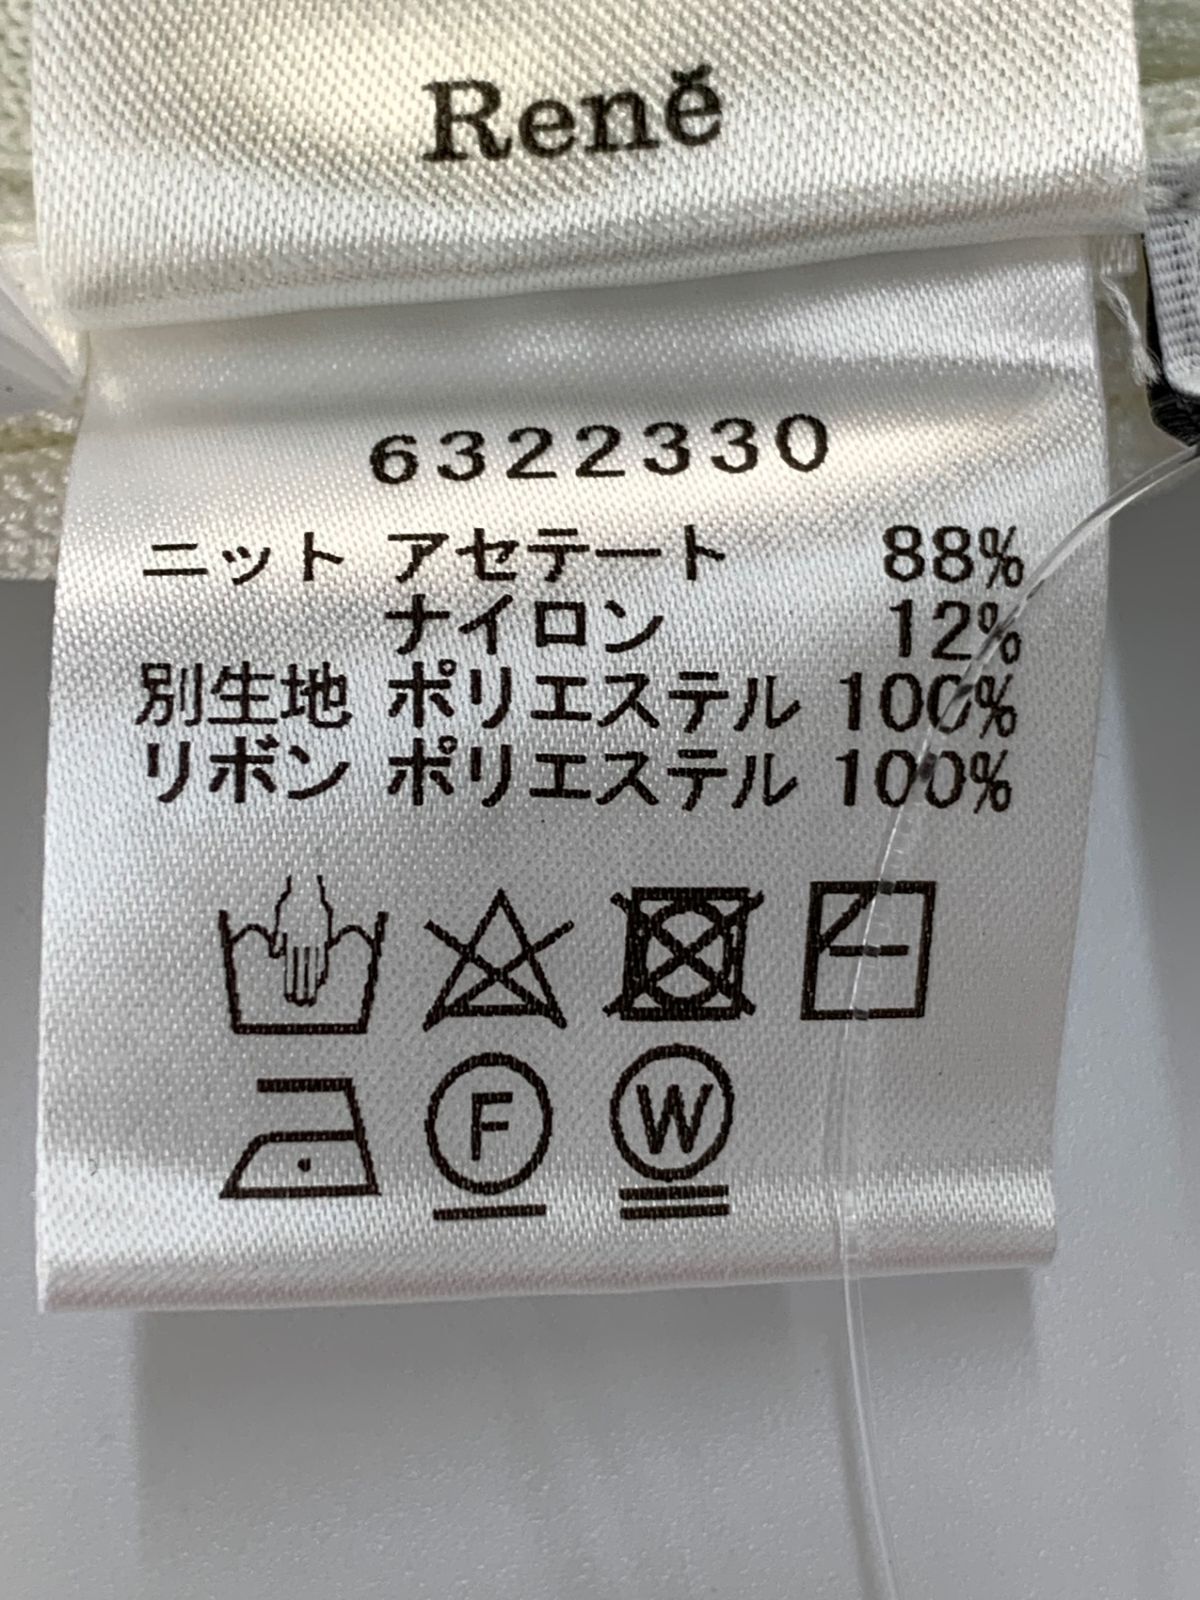 Renĕ
6322330
ニット アセテート 88%
ナイロン 12%
別生地 ポリエステル 100%
リボン ポリエステル 100%
F W